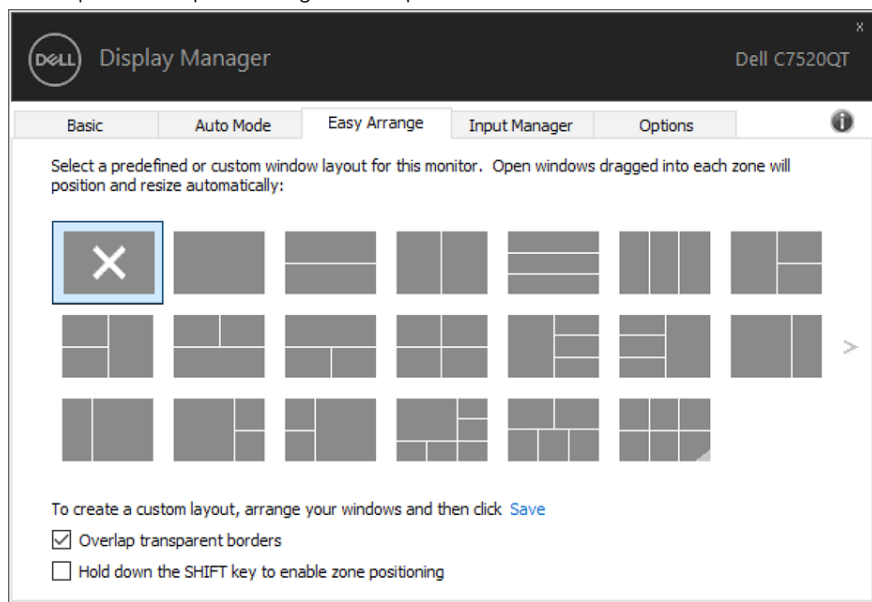 x
DELL
Display Manager
Dell C7520QT
Basic
Auto Mode
Easy Arrange
Input Manager
Options
Select a predefined or custom window layout for this monitor. Open windows dragged into each zone will
position and resize automatically:
>
To create a custom layout, arrange your windows and then click Save
Overlap transparent borders
Hold down the SHIFT key to enable zone positioning